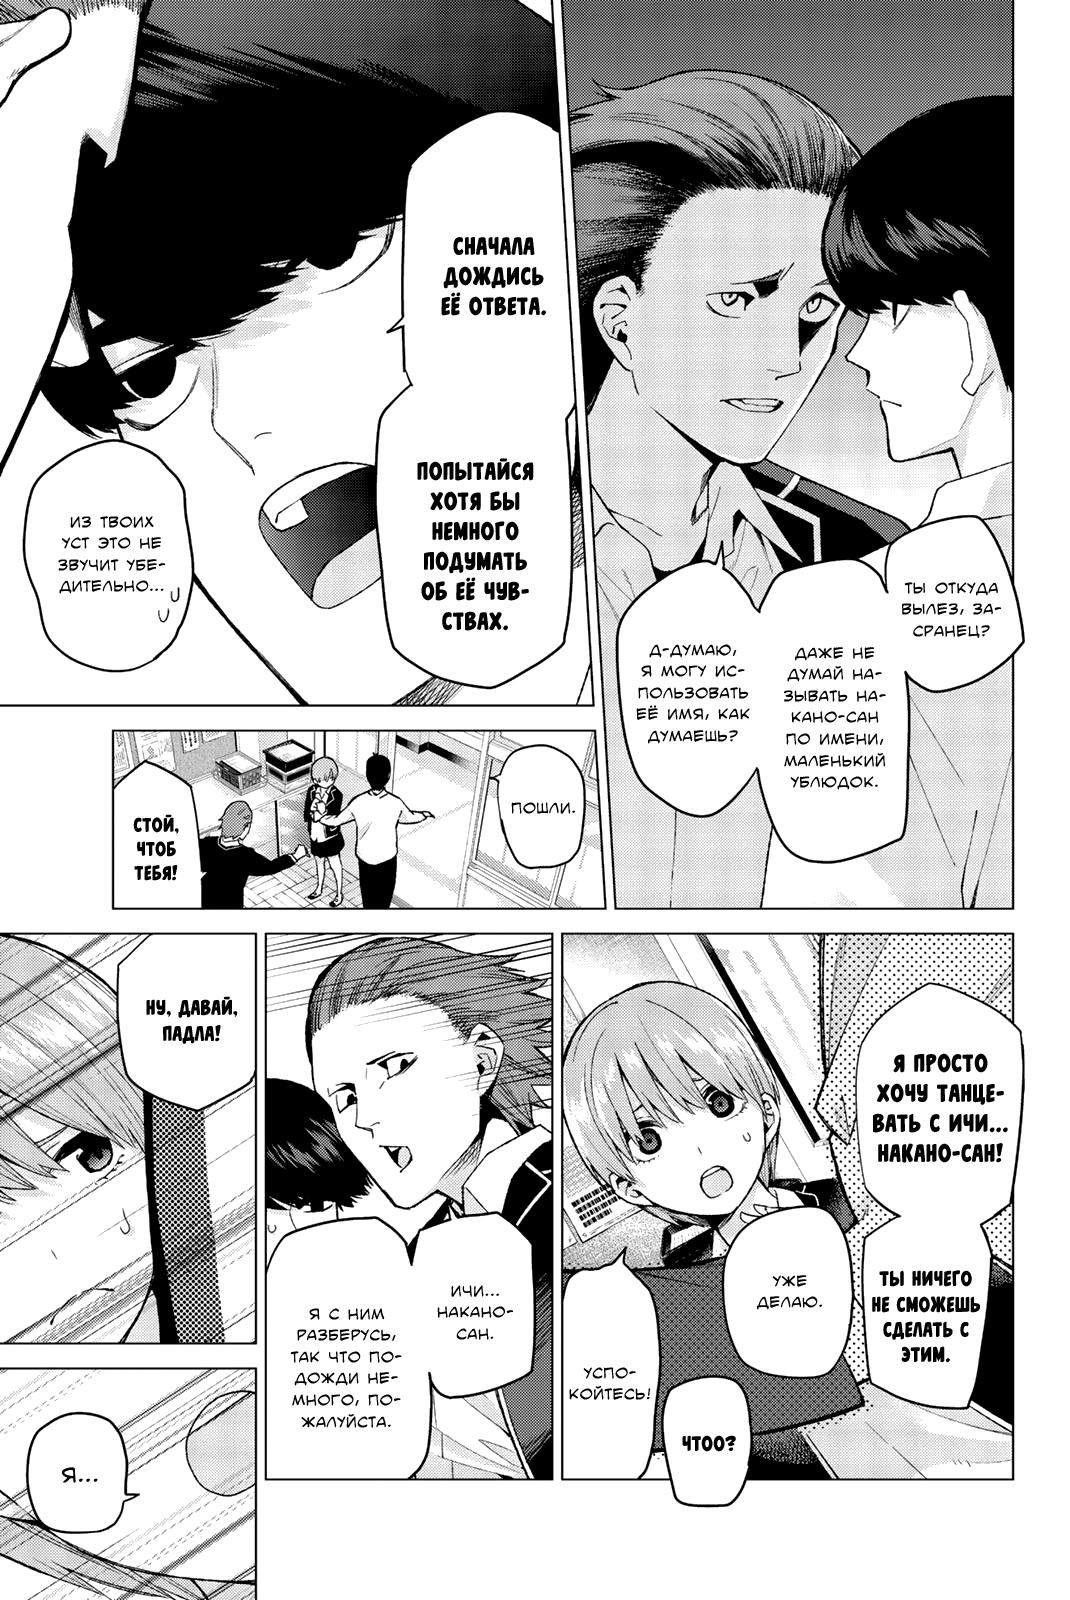 ТЫ ОТКУДА
ВЫЛЕЗ, ЗА-
СРАНЕЦ?
ДАЖЕ НЕ
ДУМАЙ НА-
ЗЫВАТЬ НА-
КАНО-САН
ПО ИМЕНИ,
МАЛЕНЬКИЙ
УБЛЮДОК.
Д-ДУМАЮ,
Я МОГУ ИС-
ПОЛЬЗОВАТЬ
ЕЁ ИМЯ, КАК
ДУМАЕШЬ?
СНАЧАЛА
ДОЖДИСЬ
ЕЁ ОТВЕТА.
ПОПЫТАЙСЯ
ХОТЯ БЫ
НЕМНОГО
ПОДУМАТЬ
ОБ ЕЁ ЧУВ-
СТВАХ.
ИЗ ТВОИХ
УСТ ЭТО НЕ
ЗВУЧИТ УБЕ-
ДИТЕЛЬНО...
ПОШЛИ.
СТОЙ,
ЧТОБ
ТЕБЯ!
Я ПРОСТО
ХОЧУ ТАНЦЕ-
ВАТЬ С ИЧИ...
НАКАНО-САН!
ТЫ НИЧЕГО
НЕ СМОЖЕШЬ
СДЕЛАТЬ С
ЭТИМ.
УЖЕ
ДЕЛАЮ.
ЧТОО?
УСПО-
КОЙТЕСЬ!
ИЧИ...
НАКАНО-
САН.
Я С НИМ
РАЗБЕРУСЬ,
ТАК ЧТО ПО-
ДОЖДИ НЕ-
МНОГО, ПО-
ЖАЛУЙСТА.
НУ, ДАВАЙ,
ПАДЛА!
Я...